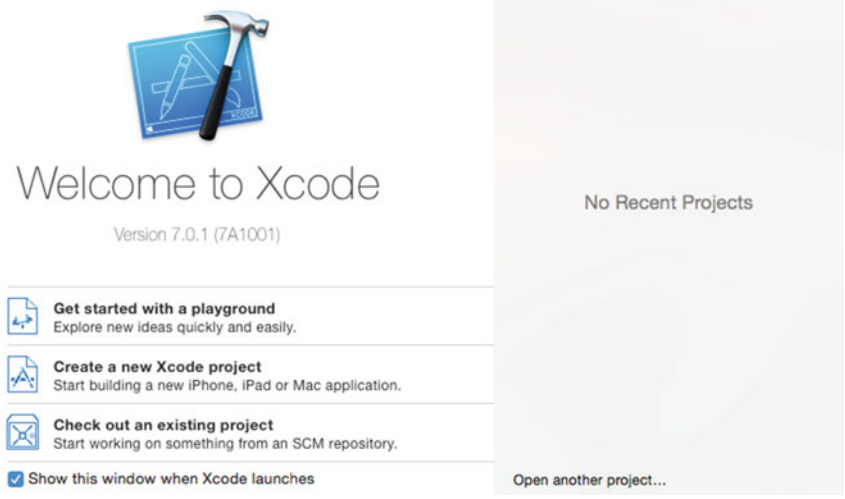 XCODE
Welcome to Xcode
Version 7.0.1 (7A1001)
No Recent Projects
Get started with a playground
Explore new ideas quickly and easily.
Create a new Xcode project
Start building a new iPhone, iPad or Mac application.
Check out an existing project
Start working on something from an SCM repository.
Show this window when Xcode launches
Open another project...